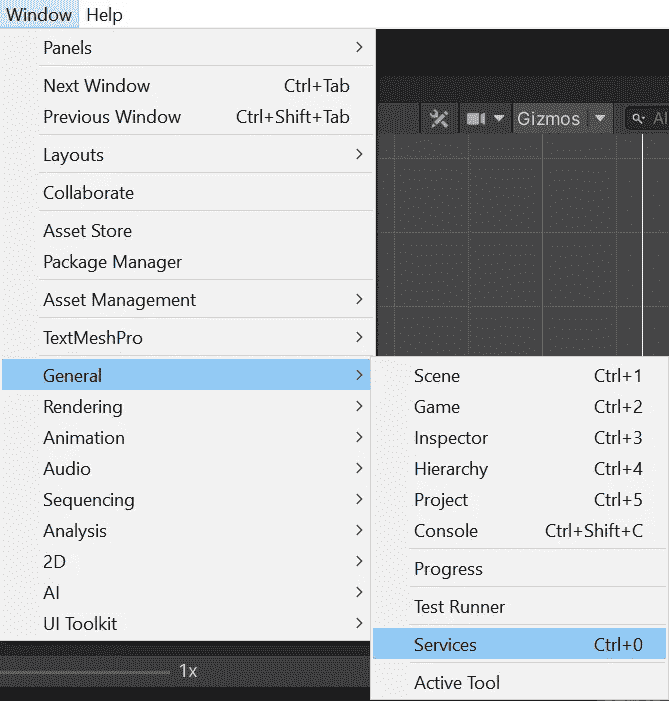 Window Help
Panels
Next Window Ctrl+Tab
Previous Window Ctrl+Shift+Tab
Layouts
Gizmos Al
Collaborate
Asset Store
Package Manager
Asset Management
TextMeshPro
General
Rendering
Animation
Audio
Sequencing
Analysis
2D
AI
UI Toolkit
Scene Ctrl+1
Game Ctrl+2
Inspector Ctrl+3
Hierarchy Ctrl+4
Project Ctrl+5
Console Ctrl+Shift+C
Progress
Test Runner
Services Ctrl+0
Active Tool
1x